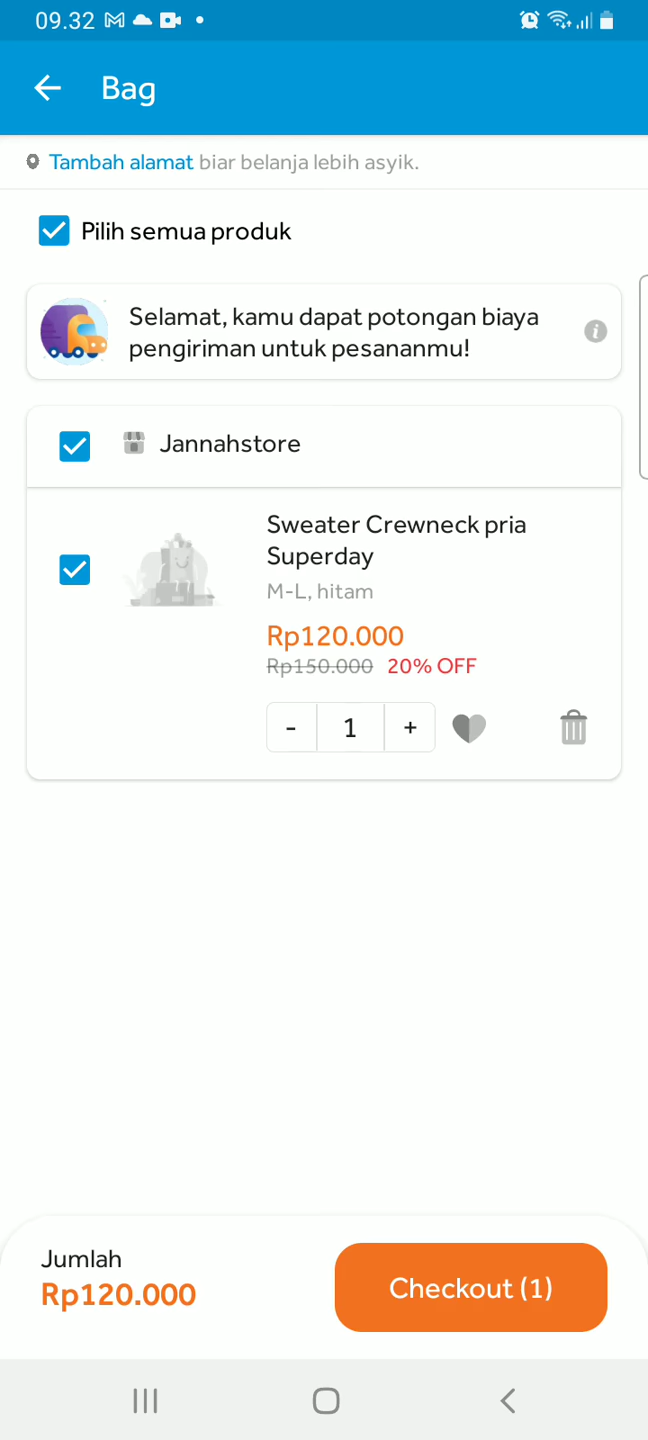 09.32
Bag
Tambah alamat biar belanja lebih asyik.
Pilih semua produk
Selamat, kamu dapat potongan biaya
pengiriman untuk pesananmu!
Jannahstore
Sweater Crewneck pria
Superday
M-L, hitam
Rp120.000
Rp150.000 20% OFF
- 1 +
Jumlah
Rp120.000
Checkout (1)